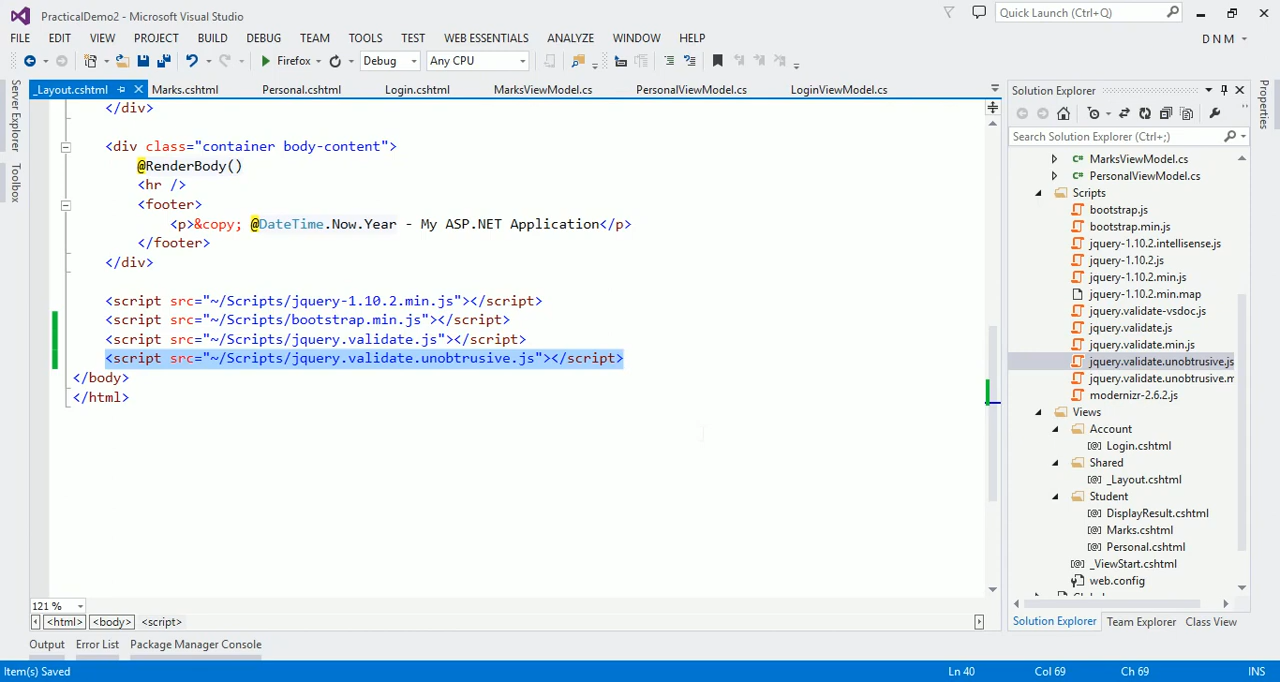 PracticalDemo2 - Microsoft Visual Studio
Quick Launch (Ctrl+Q)
FILE EDIT VIEW PROJECT BUILD DEBUG TEAM TOOLS TEST WEB ESSENTIALS ANALYZE WINDOW HELP
D N M
Firefox Debug Any CPU
_Layout.cshtml Marks.cshtml Personal.cshtml Login.cshtml MarksViewModel.cs PersonalViewModel.cs LoginViewModel.cs
Server Explorer
Toolbox
</div>
<div class="container body-content">
@RenderBody()
<hr />
<footer>
<p>&copy; @DateTime.Now.Year - My ASP.NET Application</p>
</footer>
</div>
<script src="~/Scripts/jquery-1.10.2.min.js"></script>
<script src="~/Scripts/bootstrap.min.js"></script>
<script src="~/Scripts/jquery.validate.js"></script>
<script src="~/Scripts/jquery.validate.unobtrusive.js"></script>
</body>
</html>
121 %
<html> <body> <script>
Solution Explorer
Search Solution Explorer (Ctrl+;)
MarksViewModel.cs
PersonalViewModel.cs
Scripts
bootstrap.js
bootstrap.min.js
jquery-1.10.2.intellisense.js
jquery-1.10.2.js
jquery-1.10.2.min.js
jquery-1.10.2.min.map
jquery.validate-vsdoc.js
jquery.validate.js
jquery.validate.min.js
jquery.validate.unobtrusive.js
jquery.validate.unobtrusive.m
modernizr-2.6.2.js
Views
Account
Login.cshtml
Shared
_Layout.cshtml
Student
DisplayResult.cshtml
Marks.cshtml
Personal.cshtml
_ViewStart.cshtml
web.config
Solution Explorer Team Explorer Class View
Properties
Output Error List Package Manager Console
Item(s) Saved Ln 40 Col 69 Ch 69 INS